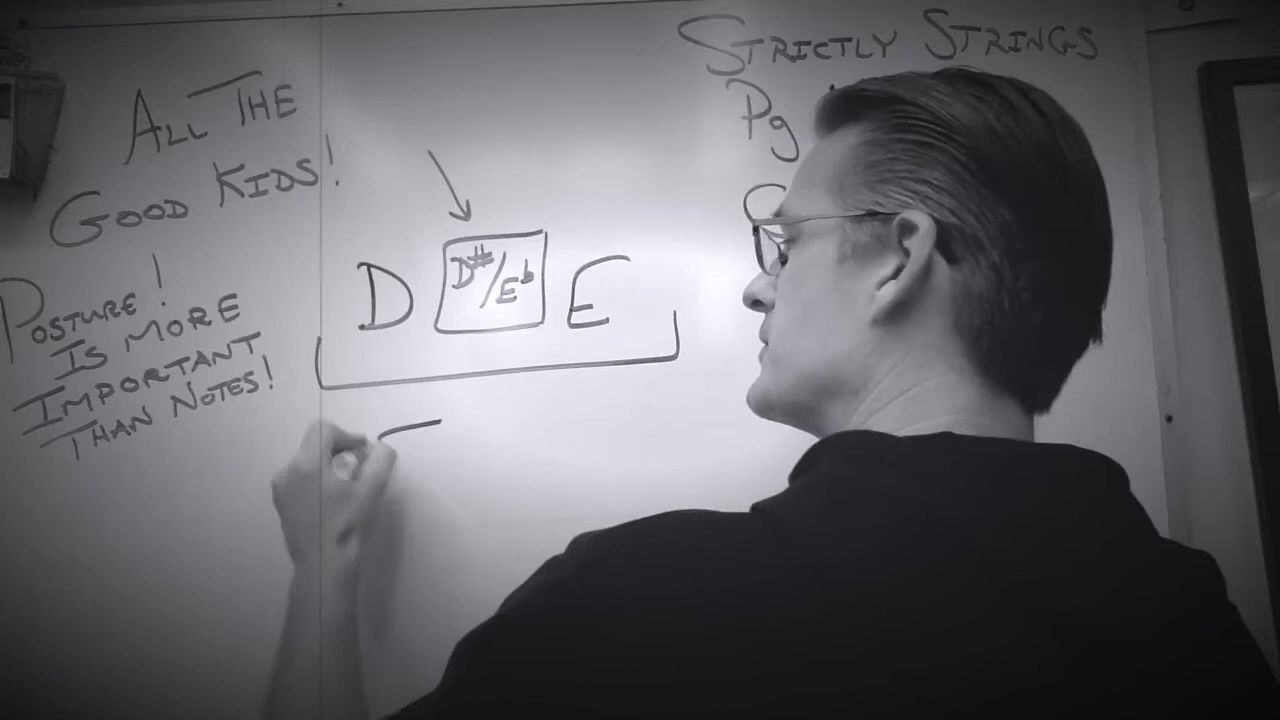 ALL THE
GOOD KIDS!
POSTURE!
IS MORE
IMPORTANT
THAN NOTES!
D D#/Eb E
STRICTLY STRINGS
Pg